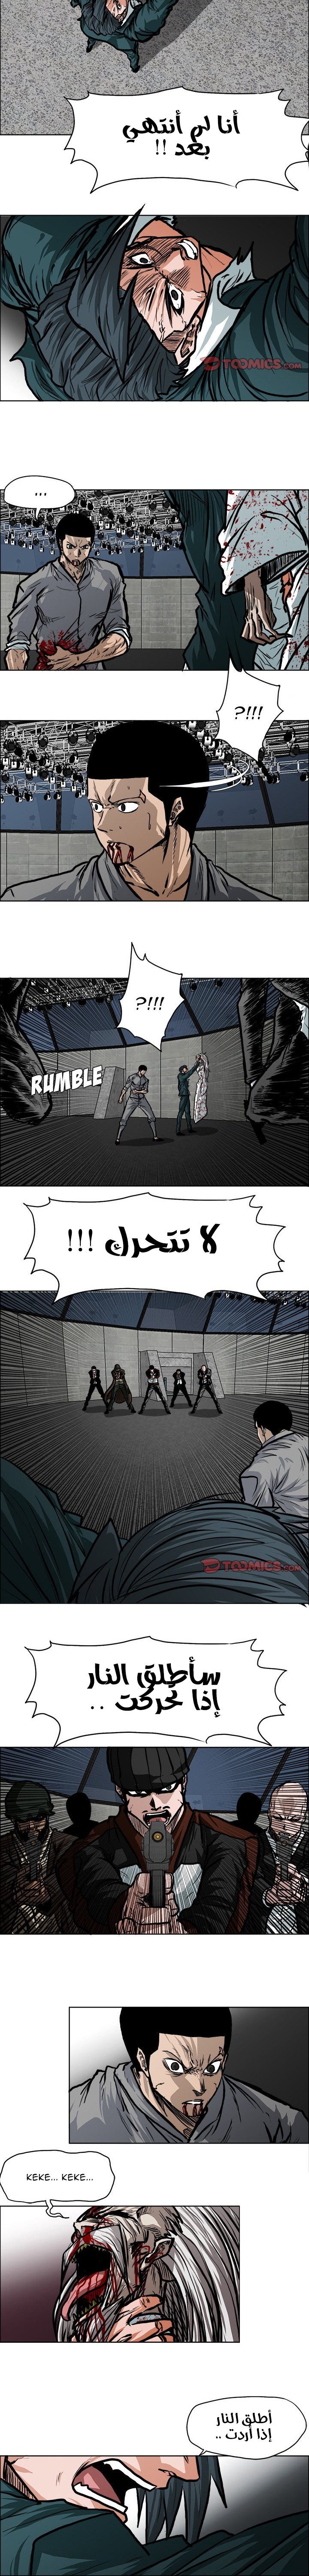 أنا لم أنتهي
بعد !!
TOOMICS.COM
...
?!!!
?!!!
RUMBLE
لا تتحرك !!!
TOOMICS.COM
سأطلق النار
إذا تحركت ..
KEKE... KEKE...
أطلق النار
إذا أردت ..